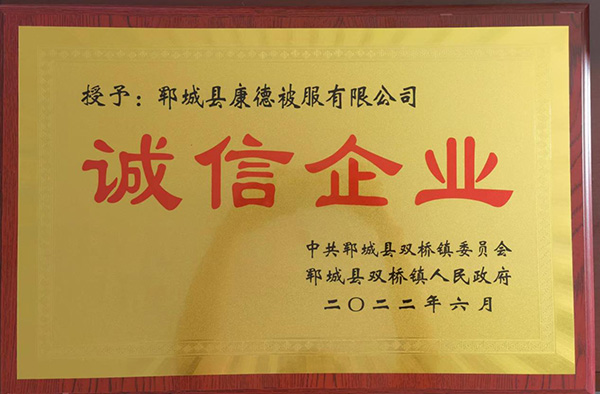 授予：郓城县康德被服有限公司
诚信企业
中共郓城县双桥镇委员会
郓城县双桥镇人民政府
二〇二二年六月